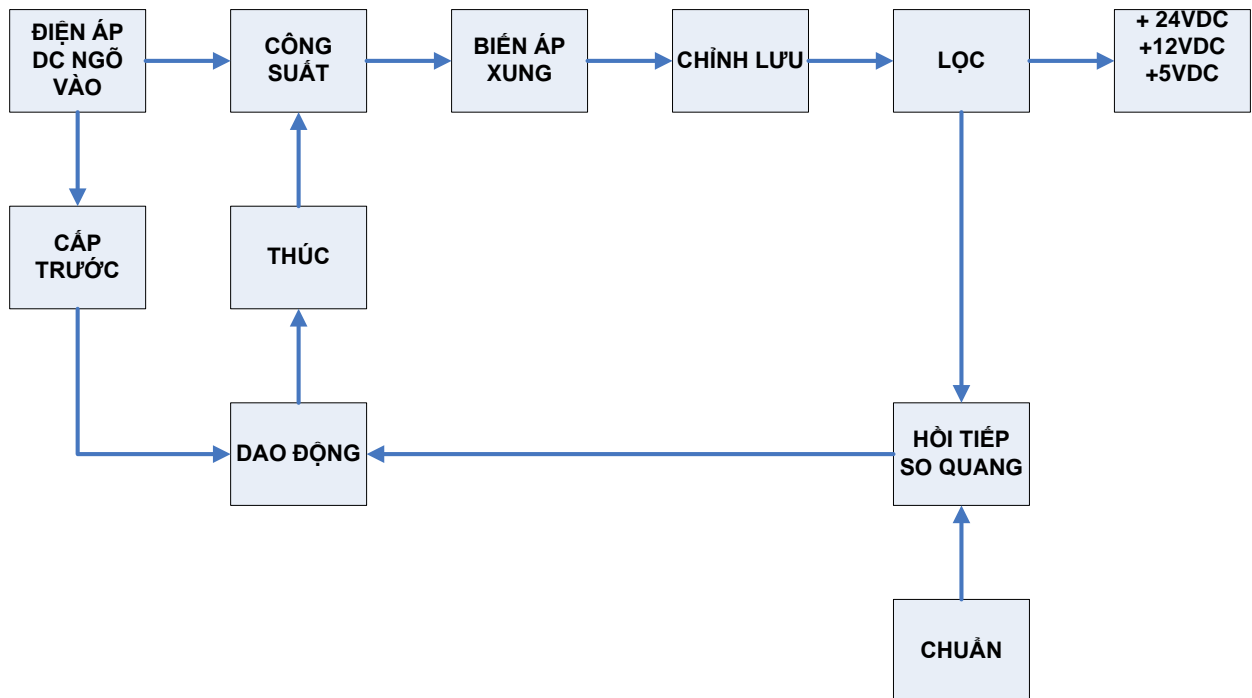 ĐIỆN ÁP
DC NGÕ
VÀO
CÔNG
SUẤT
BIẾN ÁP
XUNG
CHỈNH LƯU
LỌC
+ 24VDC
+12VDC
+5VDC
CẤP
TRƯỚC
THÚC
DAO ĐỘNG
HỒI TIẾP
SO QUANG
CHUẨN